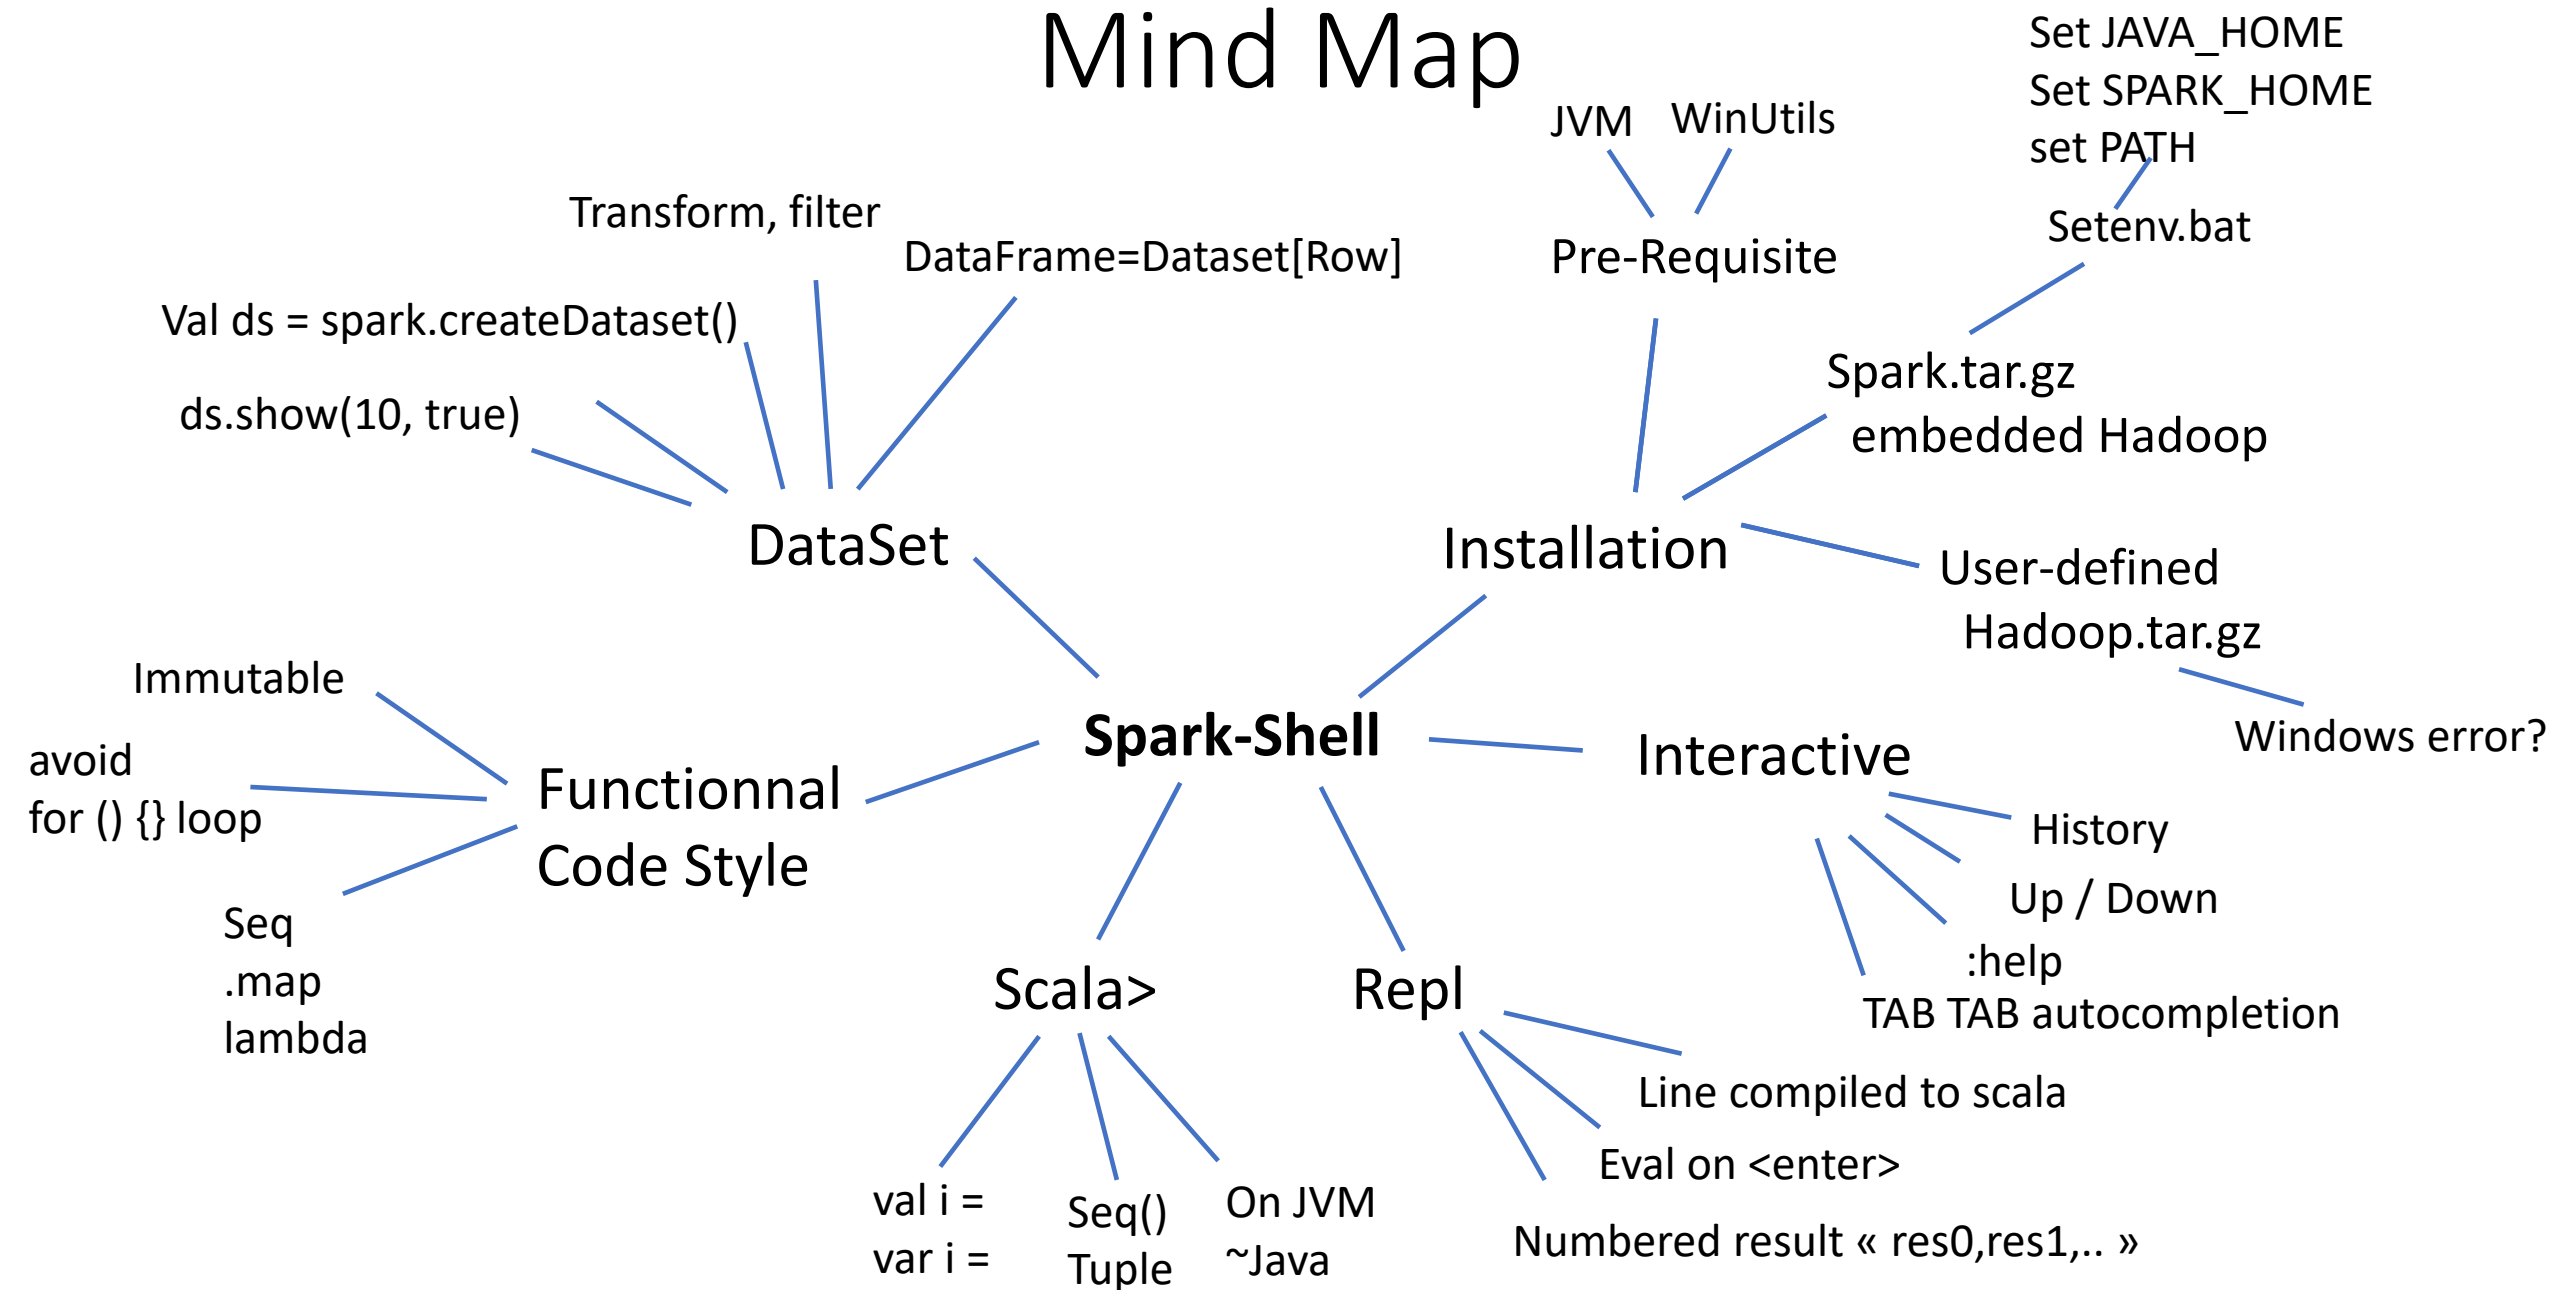 Mind Map
Set JAVA_HOME
Set SPARK_HOME
set PATH
JVM
WinUtils
Setenv.bat
Pre-Requisite
Transform, filter
DataFrame=Dataset[Row]
Val ds = spark.createDataset()
ds.show(10, true)
Spark.tar.gz
embedded Hadoop
DataSet
Installation
User-defined
Hadoop.tar.gz
Windows error?
Immutable
avoid
for () {} loop
Seq
.map
lambda
Functionnal
Code Style
Spark-Shell
Interactive
History
Up / Down
:help
TAB TAB autocompletion
Scala>
Repl
Line compiled to scala
Eval on <enter>
Numbered result « res0,res1,.. »
val i =
var i =
Seq()
Tuple
On JVM
~Java